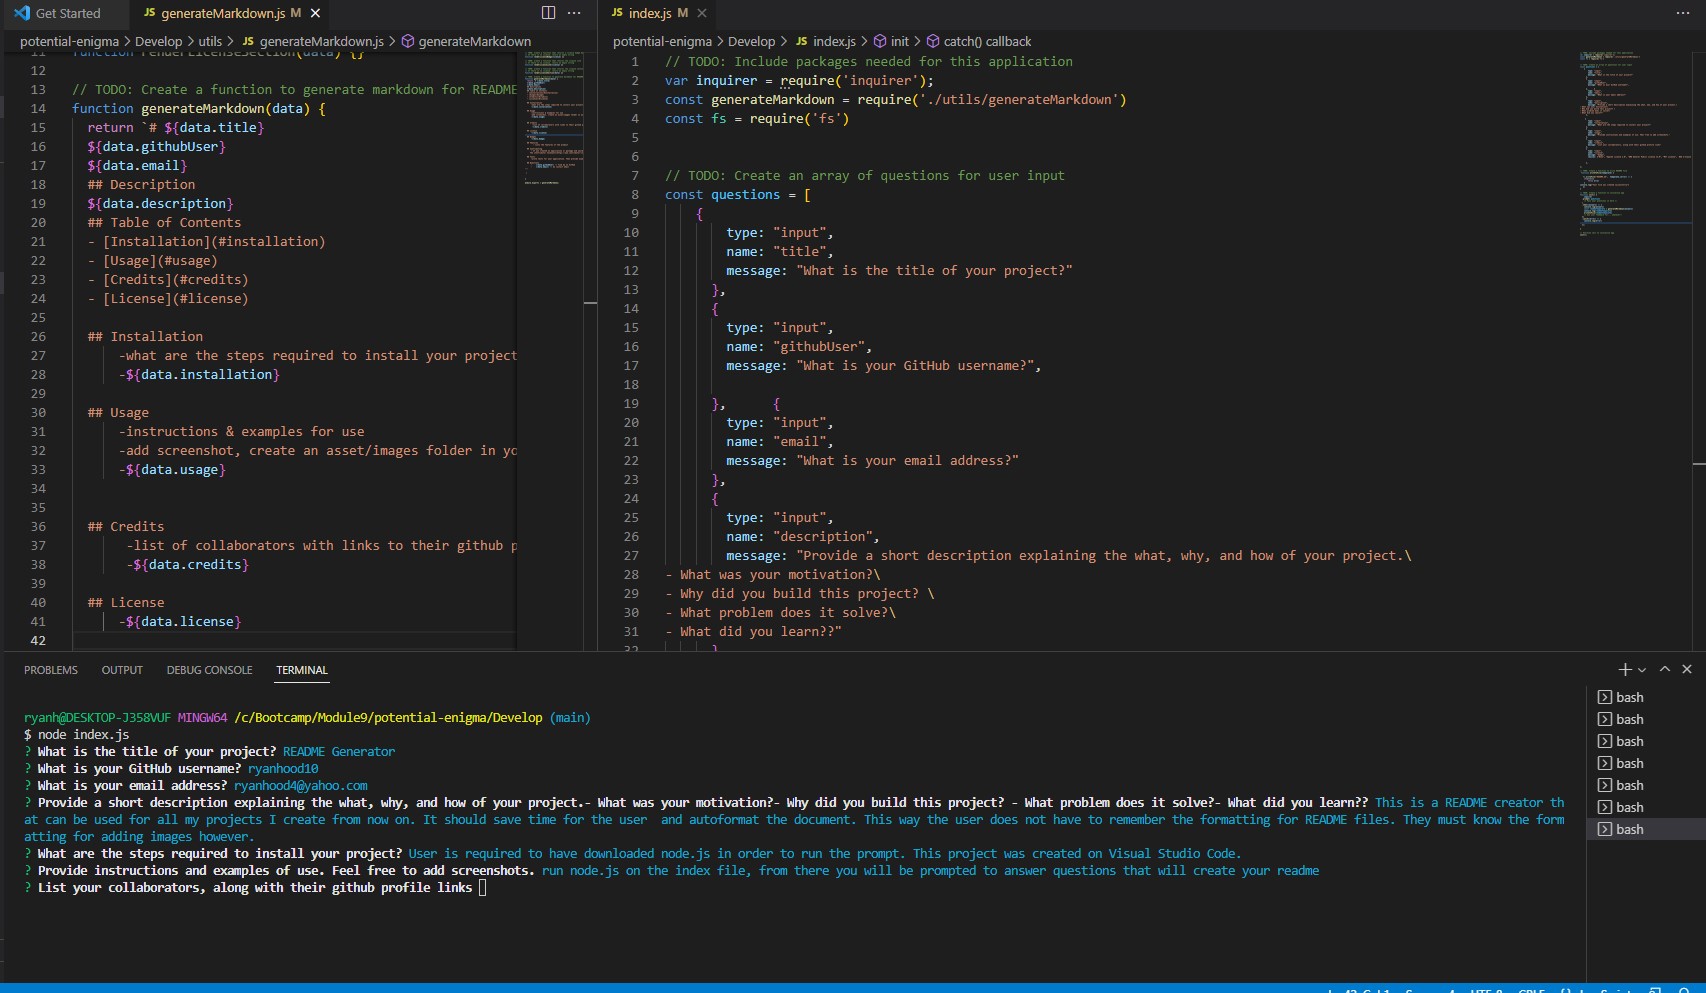 Get Started
JS generateMarkdown.js M
potential-enigma > Develop > utils > JS generateMarkdown.js > generateMarkdown
12
13 // TODO: Create a function to generate markdown for README
14 function generateMarkdown(data) {
15 return `# ${data.title}
16 ${data.githubUser}
17 ${data.email}
18 ## Description
19 ${data.description}
20 ## Table of Contents
21 - [Installation](#installation)
22 - [Usage](#usage)
23 - [Credits](#credits)
24 - [License](#license)
25
26 ## Installation
27 -what are the steps required to install your project
28 -${data.installation}
29
30 ## Usage
31 -instructions & examples for use
32 -add screenshot, create an asset/images folder in yo
33 -${data.usage}
34
35
36 ## Credits
37 -list of collaborators with links to their github p
38 -${data.credits}
39
40 ## License
41 -${data.license}
42
JS index.js M
potential-enigma > Develop > JS index.js > init > catch() callback
1 // TODO: Include packages needed for this application
2 var inquirer = require('inquirer');
3 const generateMarkdown = require('./utils/generateMarkdown')
4 const fs = require('fs')
5
6
7 // TODO: Create an array of questions for user input
8 const questions = [
9 {
10 type: "input",
11 name: "title",
12 message: "What is the title of your project?"
13 },
14 {
15 type: "input",
16 name: "githubUser",
17 message: "What is your GitHub username?",
18
19 }, {
20 type: "input",
21 name: "email",
22 message: "What is your email address?"
23 },
24 {
25 type: "input",
26 name: "description",
27 message: "Provide a short description explaining the what, why, and how of your project.\
28 - What was your motivation?\
29 - Why did you build this project? \
30 - What problem does it solve?\
31 - What did you learn??"
32 }
PROBLEMS OUTPUT DEBUG CONSOLE TERMINAL
ryanh@DESKTOP-J358VUF MINGW64 /c/Bootcamp/Module9/potential-enigma/Develop (main)
$ node index.js
? What is the title of your project? README Generator
? What is your GitHub username? ryanhood10
? What is your email address? ryanhood4@yahoo.com
? Provide a short description explaining the what, why, and how of your project.- What was your motivation?- Why did you build this project? - What problem does it solve?- What did you learn?? This is a README creator th
at can be used for all my projects I create from now on. It should save time for the user  and autoformat the document. This way the user does not have to remember the formatting for README files. They must know the form
atting for adding images however.
? What are the steps required to install your project? User is required to have downloaded node.js in order to run the prompt. This project was created on Visual Studio Code.
? Provide instructions and examples of use. Feel free to add screenshots. run node.js on the index file, from there you will be prompted to answer questions that will create your readme
? List your collaborators, along with their github profile links
bash
bash
bash
bash
bash
bash
bash